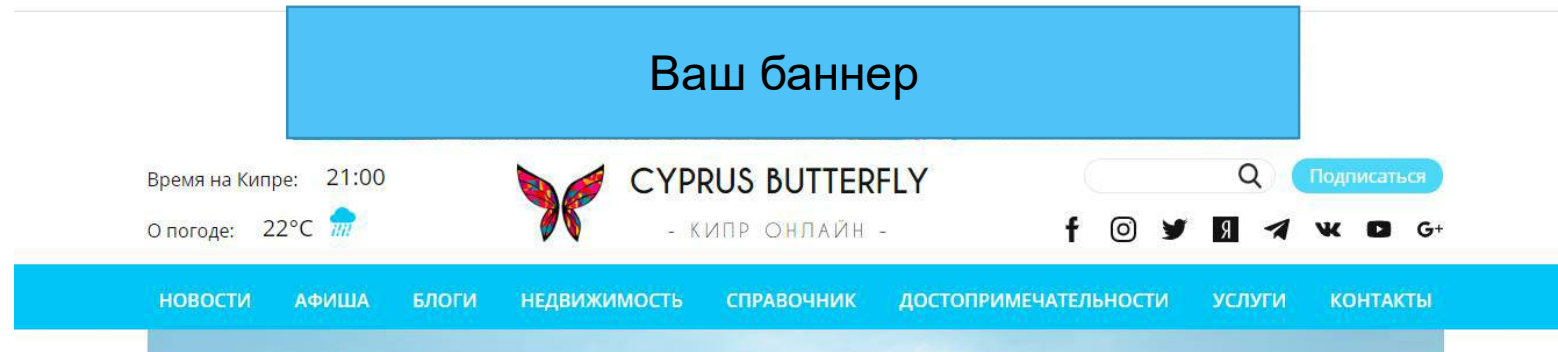 Ваш баннер
Время на Кипре: 21:00
CYPRUS BUTTERFLY
Подписаться
О погоде: 22°C
- КИПР ОНЛАЙН -
f Я G+
НОВОСТИ АФИША БЛОГИ НЕДВИЖИМОСТЬ СПРАВОЧНИК ДОСТОПРИМЕЧАТЕЛЬНОСТИ УСЛУГИ КОНТАКТЫ